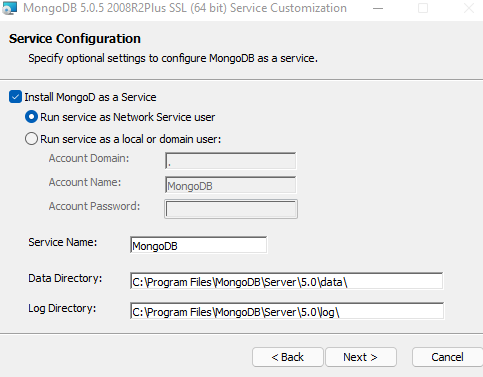 MongoDB 5.0.5 2008R2Plus SSL (64 bit) Service Customization
Service Configuration
Specify optional settings to configure MongoDB as a service.
Install MongoD as a Service
Run service as Network Service user
Run service as a local or domain user:
Account Domain: .
Account Name: MongoDB
Account Password:
Service Name: MongoDB
Data Directory: C:\Program Files\MongoDB\Server\5.0\data\
Log Directory: C:\Program Files\MongoDB\Server\5.0\log\
< Back Next > Cancel